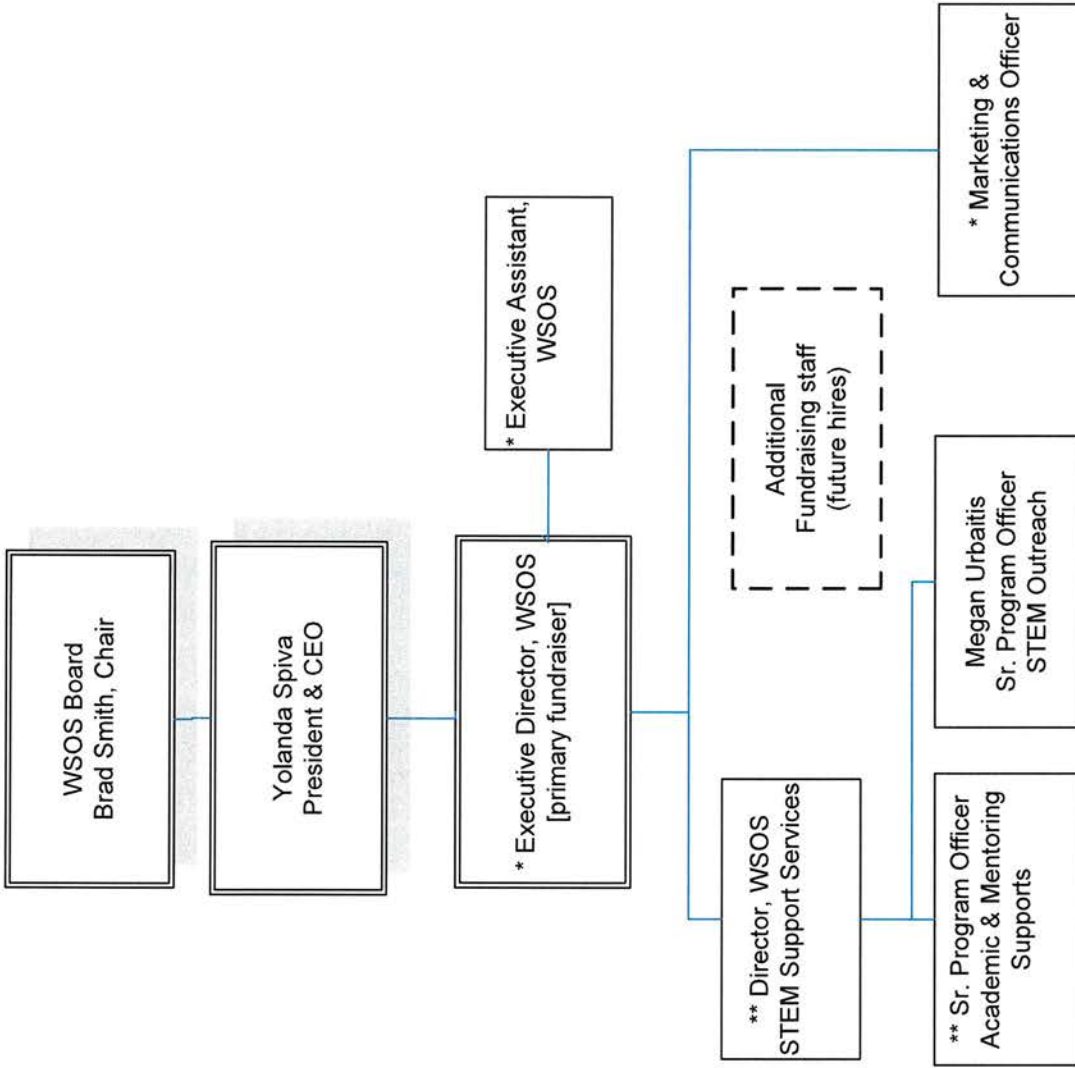 WSOS Board
Brad Smith, Chair
Yolanda Spiva
President & CEO
* Executive Director, WSOS
[primary fundraiser]
* Executive Assistant,
WSOS
** Director, WSOS
STEM Support Services
Additional
Fundraising staff
(future hires)
* Marketing &
Communications Officer
** Sr. Program Officer
Academic & Mentoring
Supports
Megan Urbaitis
Sr. Program Officer
STEM Outreach